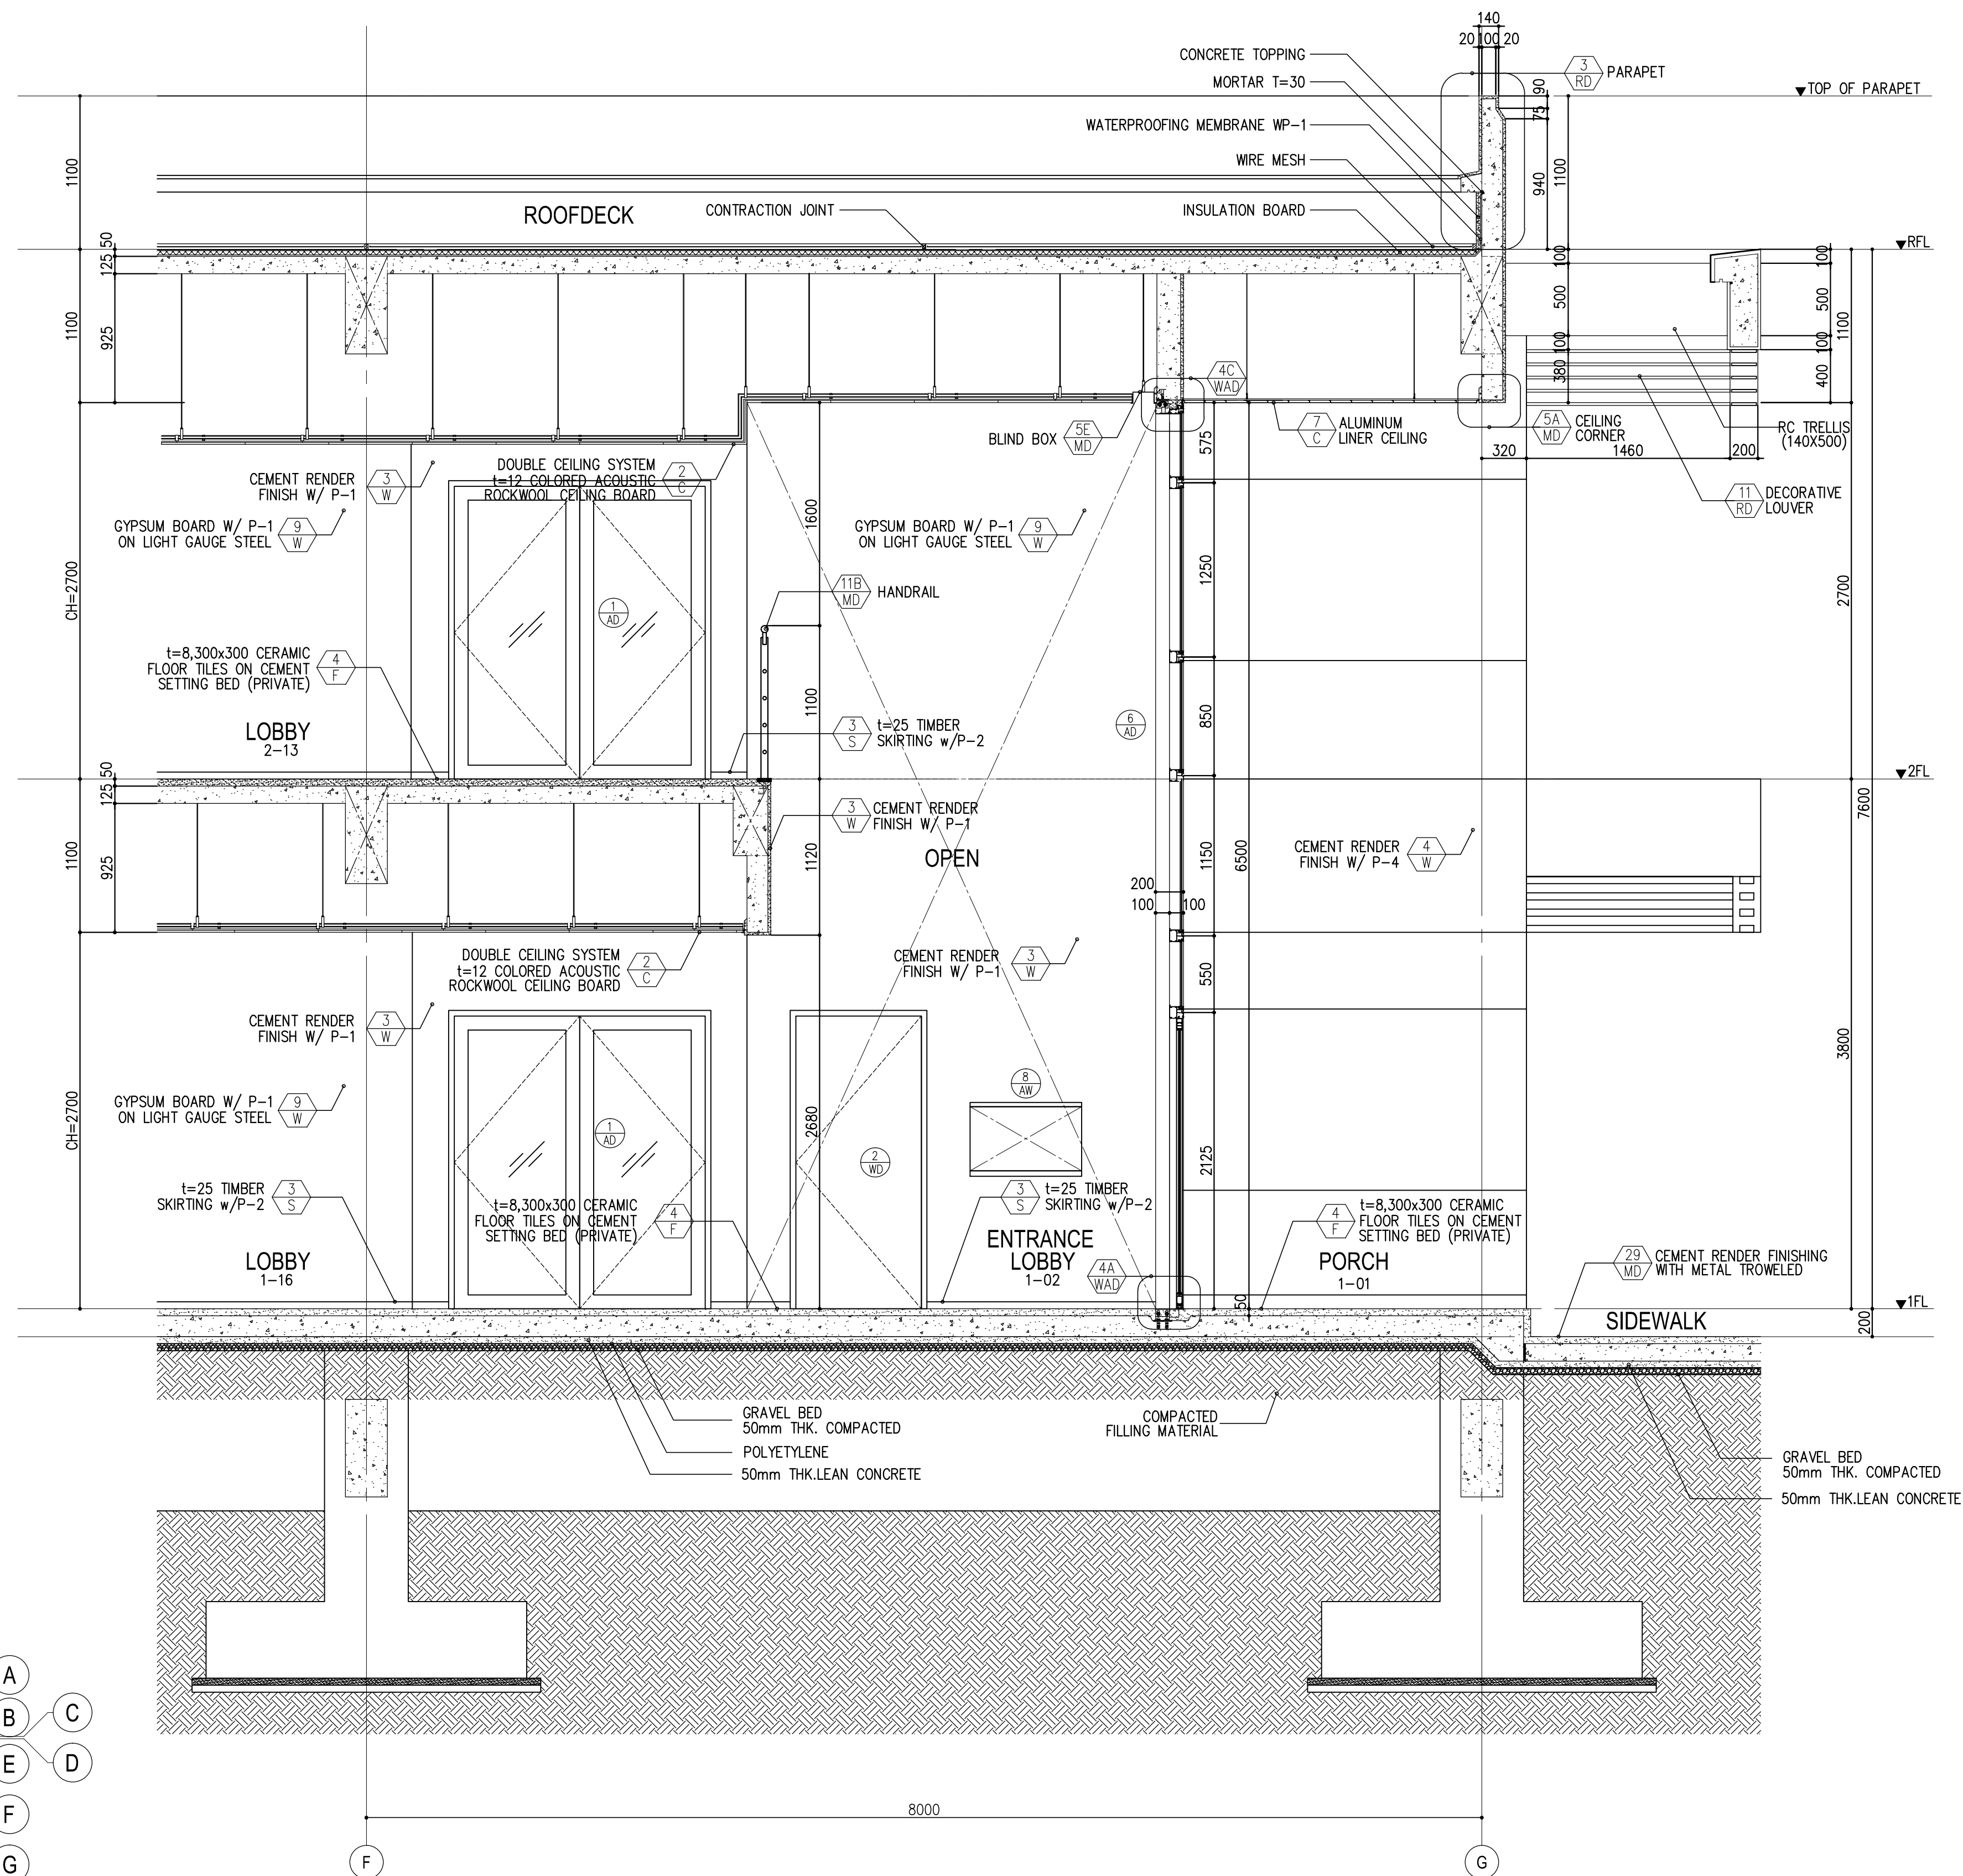 140
20 100 20
CONCRETE TOPPING
MORTAR T=30
WATERPROOFING MEMBRANE WP-1
WIRE MESH
INSULATION BOARD
CONTRACTION JOINT
ROOFDECK
3
RD
PARAPET
TOP OF PARAPET
90
75
940
1100
1100
RFL
50
125
1100
925
100
500
100
380
100
500
100
400
1100
4C
WAD
BLIND BOX
5E
MD
7
C
ALUMINUM
LINER CEILING
5A
MD
CEILING
CORNER
RC TRELLIS
(140X500)
320
1460
200
11
RD
DECORATIVE
LOUVER
575
CEMENT RENDER
FINISH W/ P-1
3
W
DOUBLE CEILING SYSTEM
t=12 COLORED ACOUSTIC
ROCKWOOL CEILING BOARD
2
C
GYPSUM BOARD W/ P-1
ON LIGHT GAUGE STEEL
9
W
1600
GYPSUM BOARD W/ P-1
ON LIGHT GAUGE STEEL
9
W
1250
CH=2700
2700
1
AD
11B
MD
HANDRAIL
t=8,300x300 CERAMIC
FLOOR TILES ON CEMENT
SETTING BED (PRIVATE)
4
F
1100
850
LOBBY
2-13
3
S
t=25 TIMBER
SKIRTING w/P-2
6
AD
2FL
50
125
1100
925
3
W
CEMENT RENDER
FINISH W/ P-1
OPEN
1120
1150
6500
7600
200
100
100
CEMENT RENDER
FINISH W/ P-4
4
W
DOUBLE CEILING SYSTEM
t=12 COLORED ACOUSTIC
ROCKWOOL CEILING BOARD
2
C
CEMENT RENDER
FINISH W/ P-1
3
W
550
CEMENT RENDER
FINISH W/ P-1
3
W
3800
GYPSUM BOARD W/ P-1
ON LIGHT GAUGE STEEL
9
W
CH=2700
1
AD
2680
2
WD
8
AW
2125
t=25 TIMBER
SKIRTING w/P-2
3
S
t=8,300x300 CERAMIC
FLOOR TILES ON CEMENT
SETTING BED (PRIVATE)
4
F
3
S
t=25 TIMBER
SKIRTING w/P-2
4
F
t=8,300x300 CERAMIC
FLOOR TILES ON CEMENT
SETTING BED (PRIVATE)
LOBBY
1-16
ENTRANCE
LOBBY
1-02
4A
WAD
PORCH
1-01
29
MD
CEMENT RENDER FINISHING
WITH METAL TROWELED
50
1FL
SIDEWALK
200
GRAVEL BED
50mm THK. COMPACTED
POLYETYLENE
50mm THK.LEAN CONCRETE
COMPACTED
FILLING MATERIAL
GRAVEL BED
50mm THK. COMPACTED
50mm THK.LEAN CONCRETE
A
B
C
D
E
F
G
8000
F
G